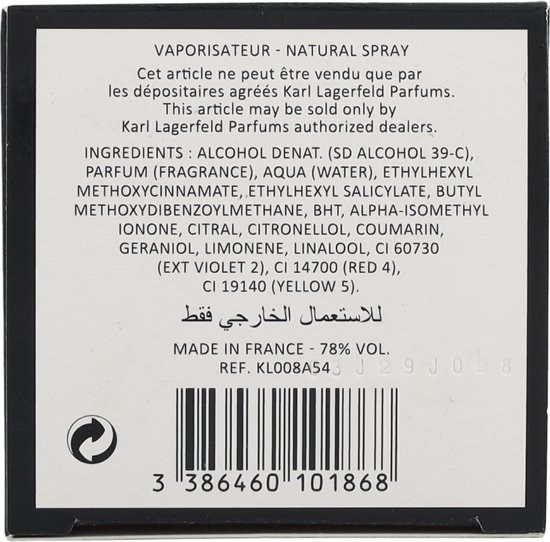 VAPORISATEUR - NATURAL SPRAY
Cet article ne peut être vendu que par
les dépositaires agréés Karl Lagerfeld Parfums.
This article may be sold only by
Karl Lagerfeld Parfums authorized dealers.
INGREDIENTS : ALCOHOL DENAT. (SD ALCOHOL 39-C),
PARFUM (FRAGRANCE), AQUA (WATER), ETHYLHEXYL
METHOXYCINNAMATE, ETHYLHEXYL SALICYLATE, BUTYL
METHOXYDIBENZOYLMETHANE, BHT, ALPHA-ISOMETHYL
IONONE, CITRAL, CITRONELLOL, COUMARIN,
GERANIOL, LIMONENE, LINALOOL, CI 60730
(EXT VIOLET 2), CI 14700 (RED 4),
CI 19140 (YELLOW 5).
للاستعمال الخارجي فقط
MADE IN FRANCE - 78% VOL.
REF. KL008A54
3 386460 101868